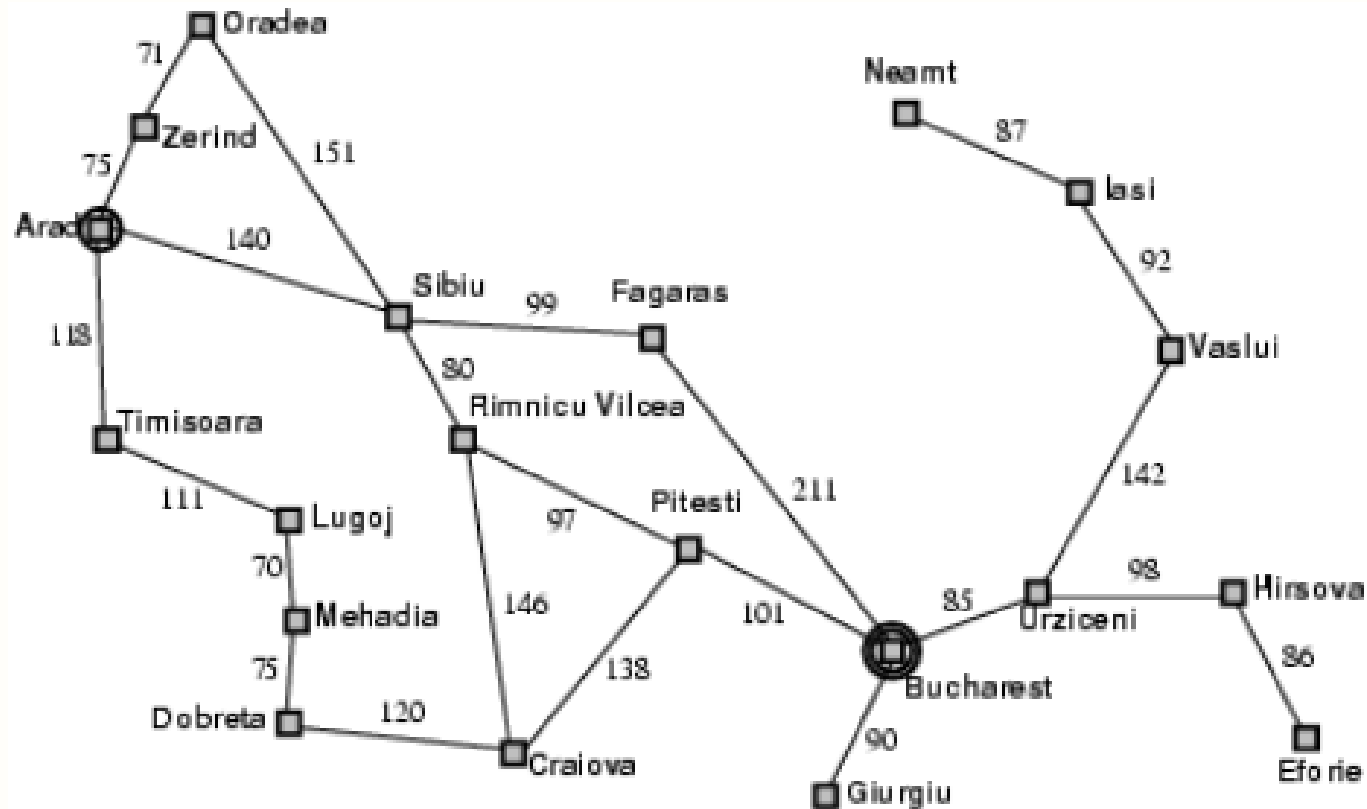 Oradea
71
Neamt
87
Zerind
151
75
Iasi
Arad
140
92
Sibiu
99
Fagaras
118
80
Vaslui
Rimnicu Vilcea
Timisoara
142
211
111
Lugoj
97
Pitesti
70
98
Hirsova
146
101
85
Mehadia
Urziceni
138
86
75
Bucharest
Dobreta
120
90
Craiova
Eforie
Giurgiu